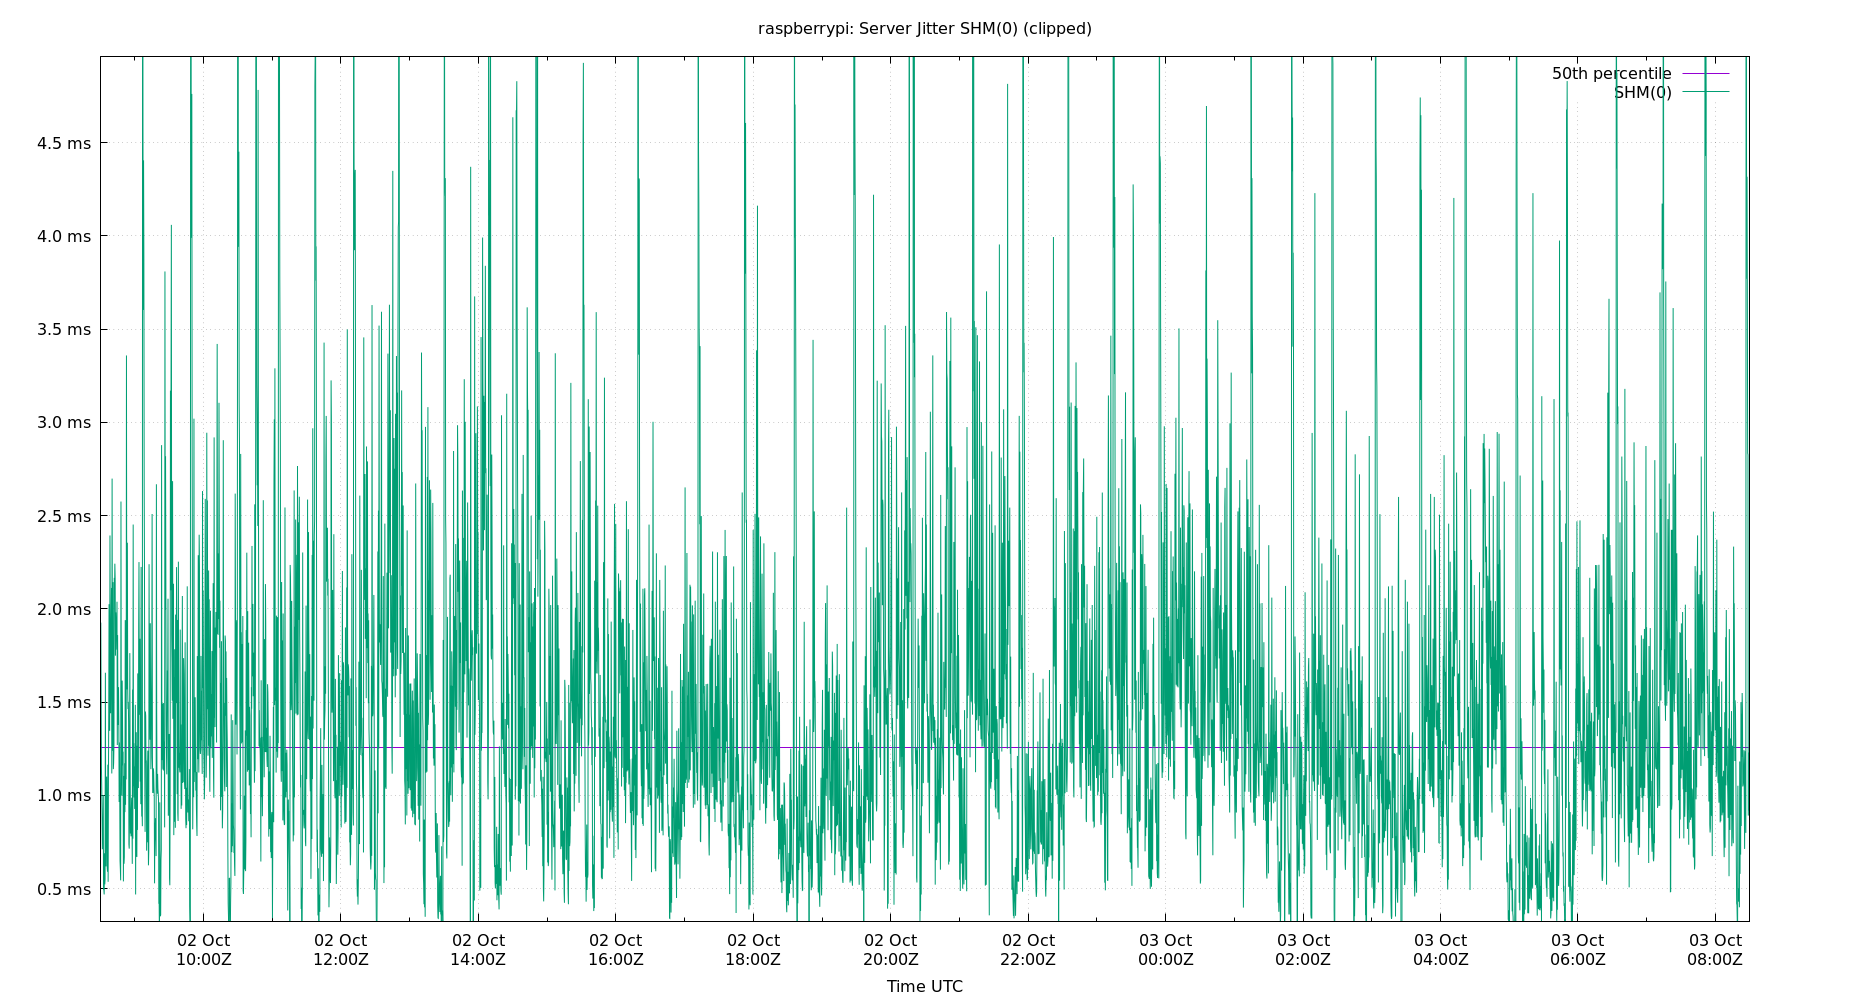 raspberrypi: Server Jitter SHM(0) (clipped)
50th percentile
SHM(0)
4.5 ms
4.0 ms
3.5 ms
3.0 ms
2.5 ms
2.0 ms
1.5 ms
1.0 ms
0.5 ms
02 Oct 02 Oct 02 Oct 02 Oct 02 Oct 02 Oct 02 Oct 03 Oct 03 Oct 03 Oct 03 Oct 03 Oct
10:00Z 12:00Z 14:00Z 16:00Z 18:00Z 20:00Z 22:00Z 00:00Z 02:00Z 04:00Z 06:00Z 08:00Z
Time UTC